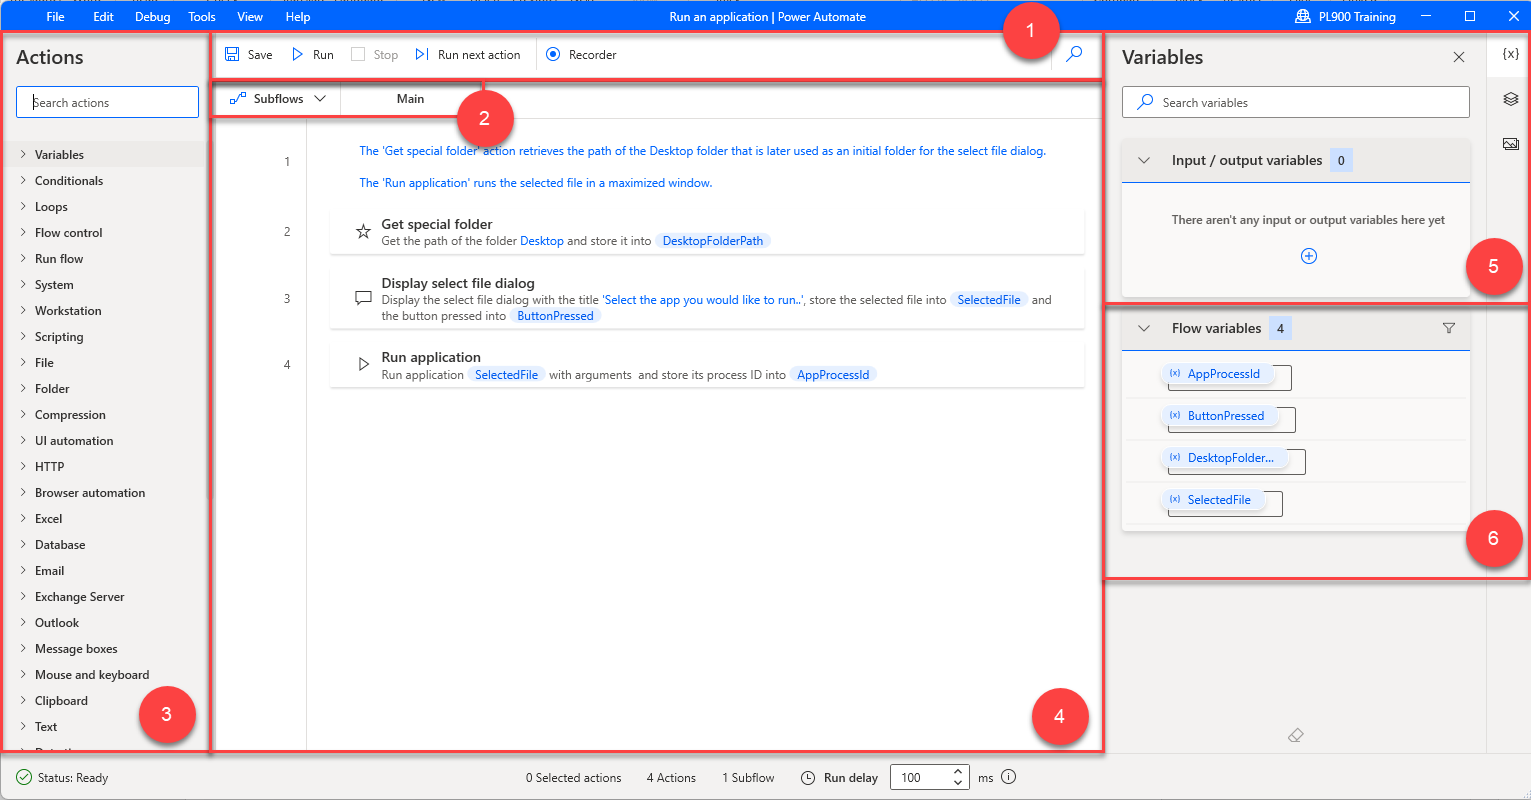 File Edit Debug Tools View Help
Run an application | Power Automate
PL900 Training
1
Actions
Search actions
Variables
Conditionals
Loops
Flow control
Run flow
System
Workstation
Scripting
File
Folder
Compression
UI automation
HTTP
Browser automation
Excel
Database
Email
Exchange Server
Outlook
Message boxes
Mouse and keyboard
Clipboard
Text
3
Save Run Stop Run next action Recorder
Subflows Main
2
1
The 'Get special folder' action retrieves the path of the Desktop folder that is later used as an initial folder for the select file dialog.
The 'Run application' runs the selected file in a maximized window.
2
Get special folder
Get the path of the folder Desktop and store it into DesktopFolderPath
3
Display select file dialog
Display the select file dialog with the title 'Select the app you would like to run..', store the selected file into SelectedFile and
the button pressed into ButtonPressed
4
Run application
Run application SelectedFile with arguments and store its process ID into AppProcessId
4
Variables
{x}
Search variables
Input / output variables 0
There aren't any input or output variables here yet
5
Flow variables 4
(x) AppProcessId
(x) ButtonPressed
(x) DesktopFolder...
(x) SelectedFile
6
Status: Ready
0 Selected actions 4 Actions 1 Subflow Run delay 100 ms